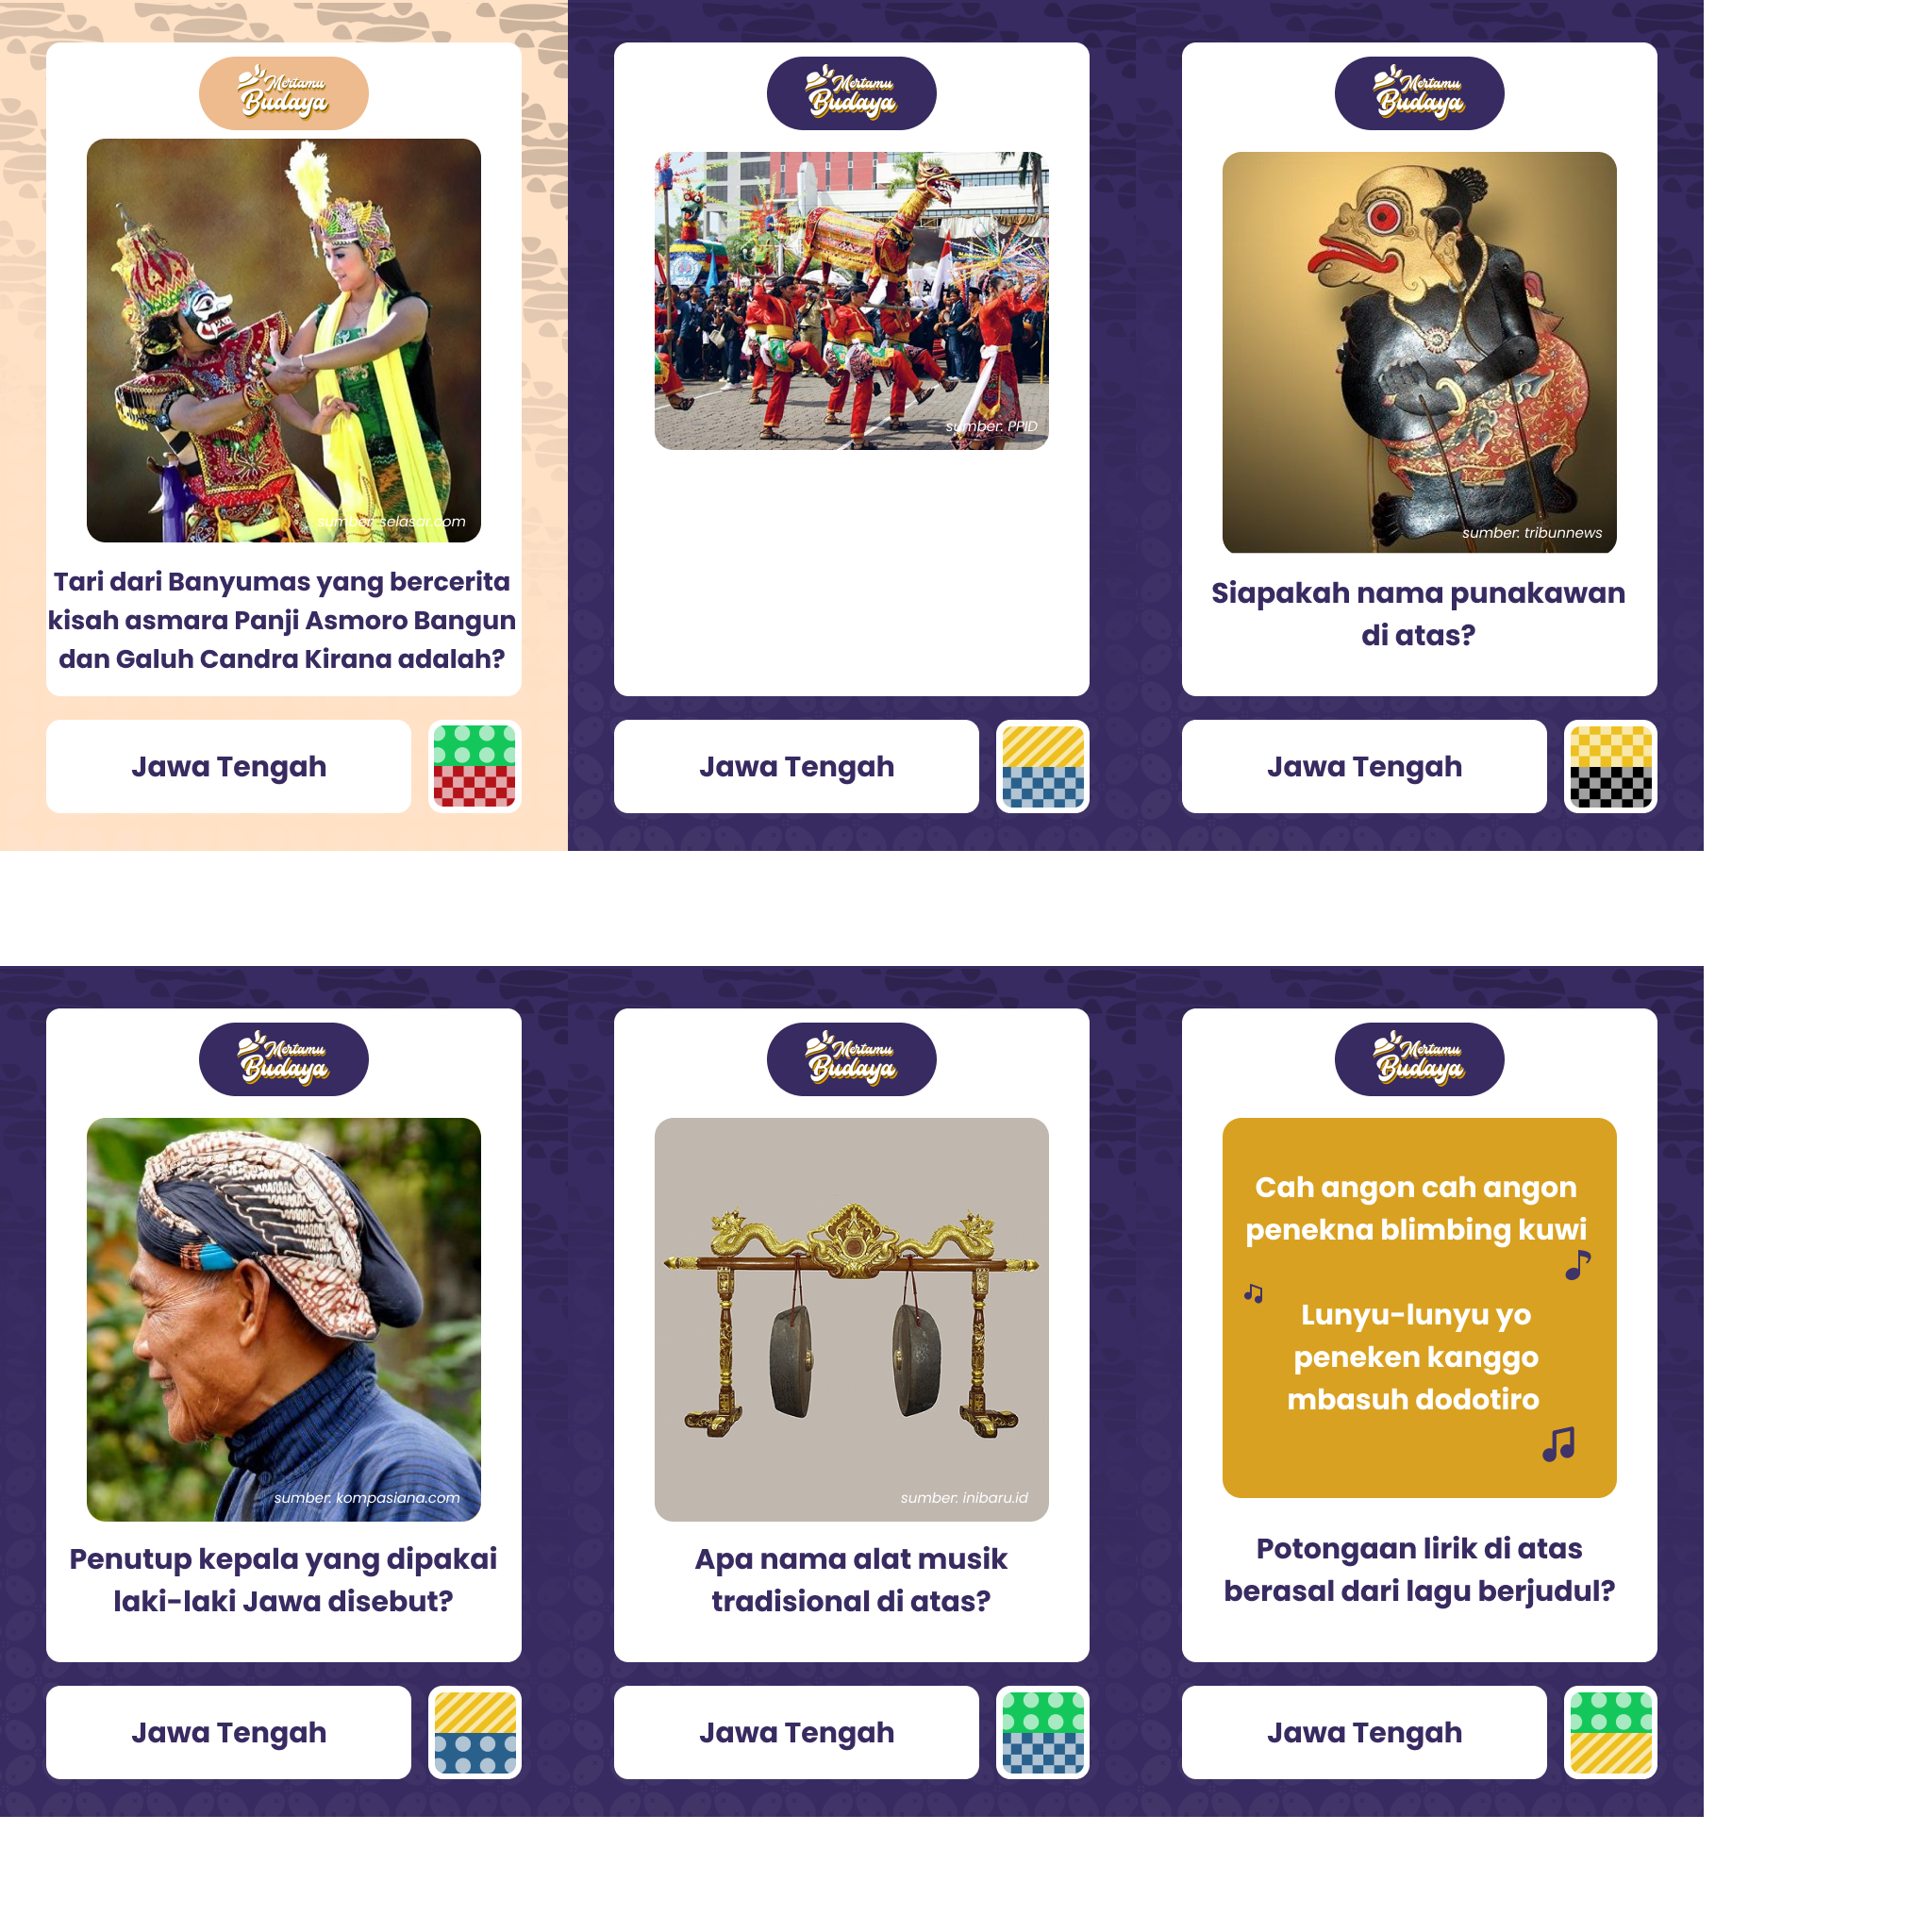 Mertamu
Budaya
sumber: selasar.com
Tari dari Banyumas yang bercerita
kisah asmara Panji Asmoro Bangun
dan Galuh Candra Kirana adalah?
Jawa Tengah
Mertamu
Budaya
sumber: PPID
Jawa Tengah
Mertamu
Budaya
sumber: tribunnews
Siapakah nama punakawan
di atas?
Jawa Tengah
Mertamu
Budaya
sumber: kompasiana.com
Penutup kepala yang dipakai
laki-laki Jawa disebut?
Jawa Tengah
Mertamu
Budaya
sumber: inibaru.id
Apa nama alat musik
tradisional di atas?
Jawa Tengah
Mertamu
Budaya
Cah angon cah angon
penekna blimbing kuwi
Lunyu-lunyu yo
peneken kanggo
mbasuh dodotiro
Potongaan lirik di atas
berasal dari lagu berjudul?
Jawa Tengah